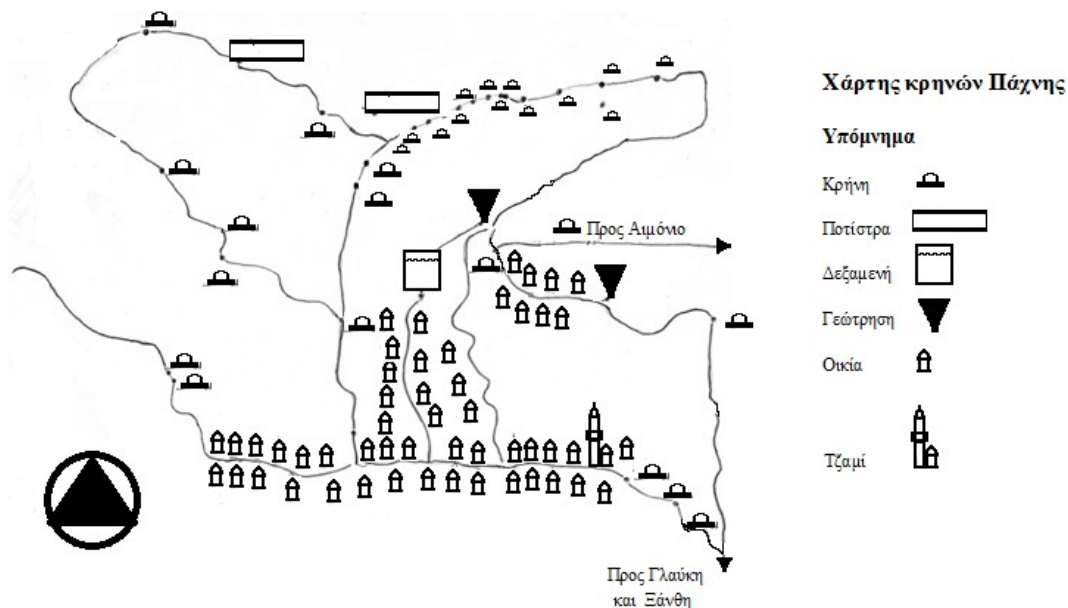 Χάρτης κρηνών Πάχνης
Υπόμνημα
Κρήνη
Ποτίστρα
Δεξαμενή
Γεώτρηση
Οικία
Τζαμί
Προς Αιμόνιο
Προς Γλαύκη
και Ξάνθη